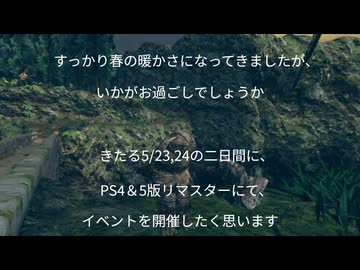 すっかり春の暖かさになってきましたが、
いかがお過ごしでしょうか
きたる5/23,24の二日間に、
PS4＆5版リマスターにて、
イベントを開催したく思います